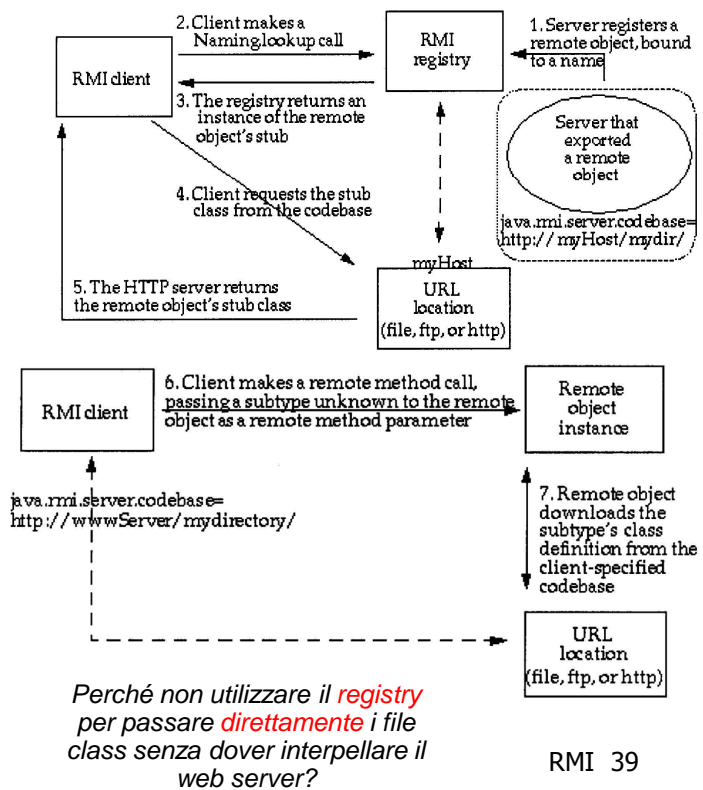 2. Client makes a
Naming.lookup call
1. Server registers a
remote object, bound
to a name
RMI
registry
RMI client
3. The registry returns an
instance of the remote
object's stub
Server that
exported
a remote
object
4. Client requests the stub
class from the codebase
java.rmi.server.codebase=
http://myHost/mydir/
myHost
5. The HTTP server returns
the remote object's stub class
URL
location
(file, ftp, or http)
6. Client makes a remote method call,
passing a subtype unknown to the remote
object as a remote method parameter
RMI client
Remote
object
instance
java.rmi.server.codebase=
http://wwwServer/mydirectory/
7. Remote object
downloads the
subtype's class
definition from the
client-specified
codebase
URL
location
(file, ftp, or http)
Perché non utilizzare il registry
per passare direttamente i file
class senza dover interpellare il
web server?
RMI 39